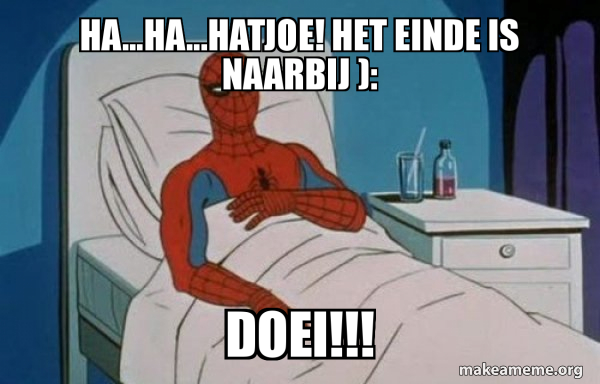 HA...HA...HATJOE! HET EINDE IS
NAARBIJ ):
DOEI!!!
makeameme.org